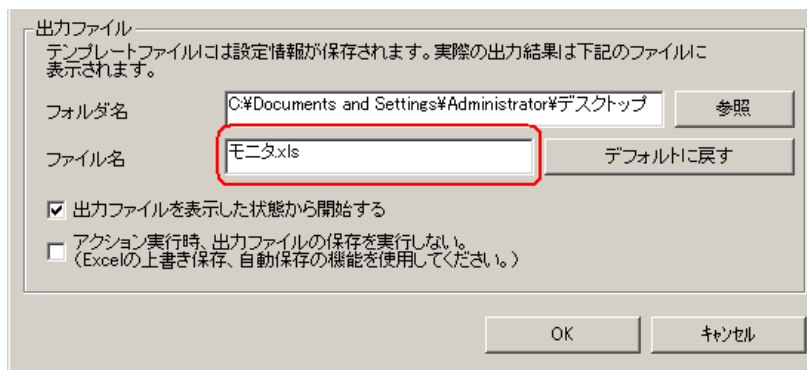 出力ファイル
テンプレートファイルには設定情報が保存されます。実際の出力結果は下記のファイルに
表示されます。
フォルダ名
C:¥Documents and Settings¥Administrator¥デスクトップ
参照
ファイル名
モニタ.xls
デフォルトに戻す
出力ファイルを表示した状態から開始する
アクション実行時、出力ファイルの保存を実行しない。
（Excelの上書き保存、自動保存の機能を使用してください。）
OK
キャンセル